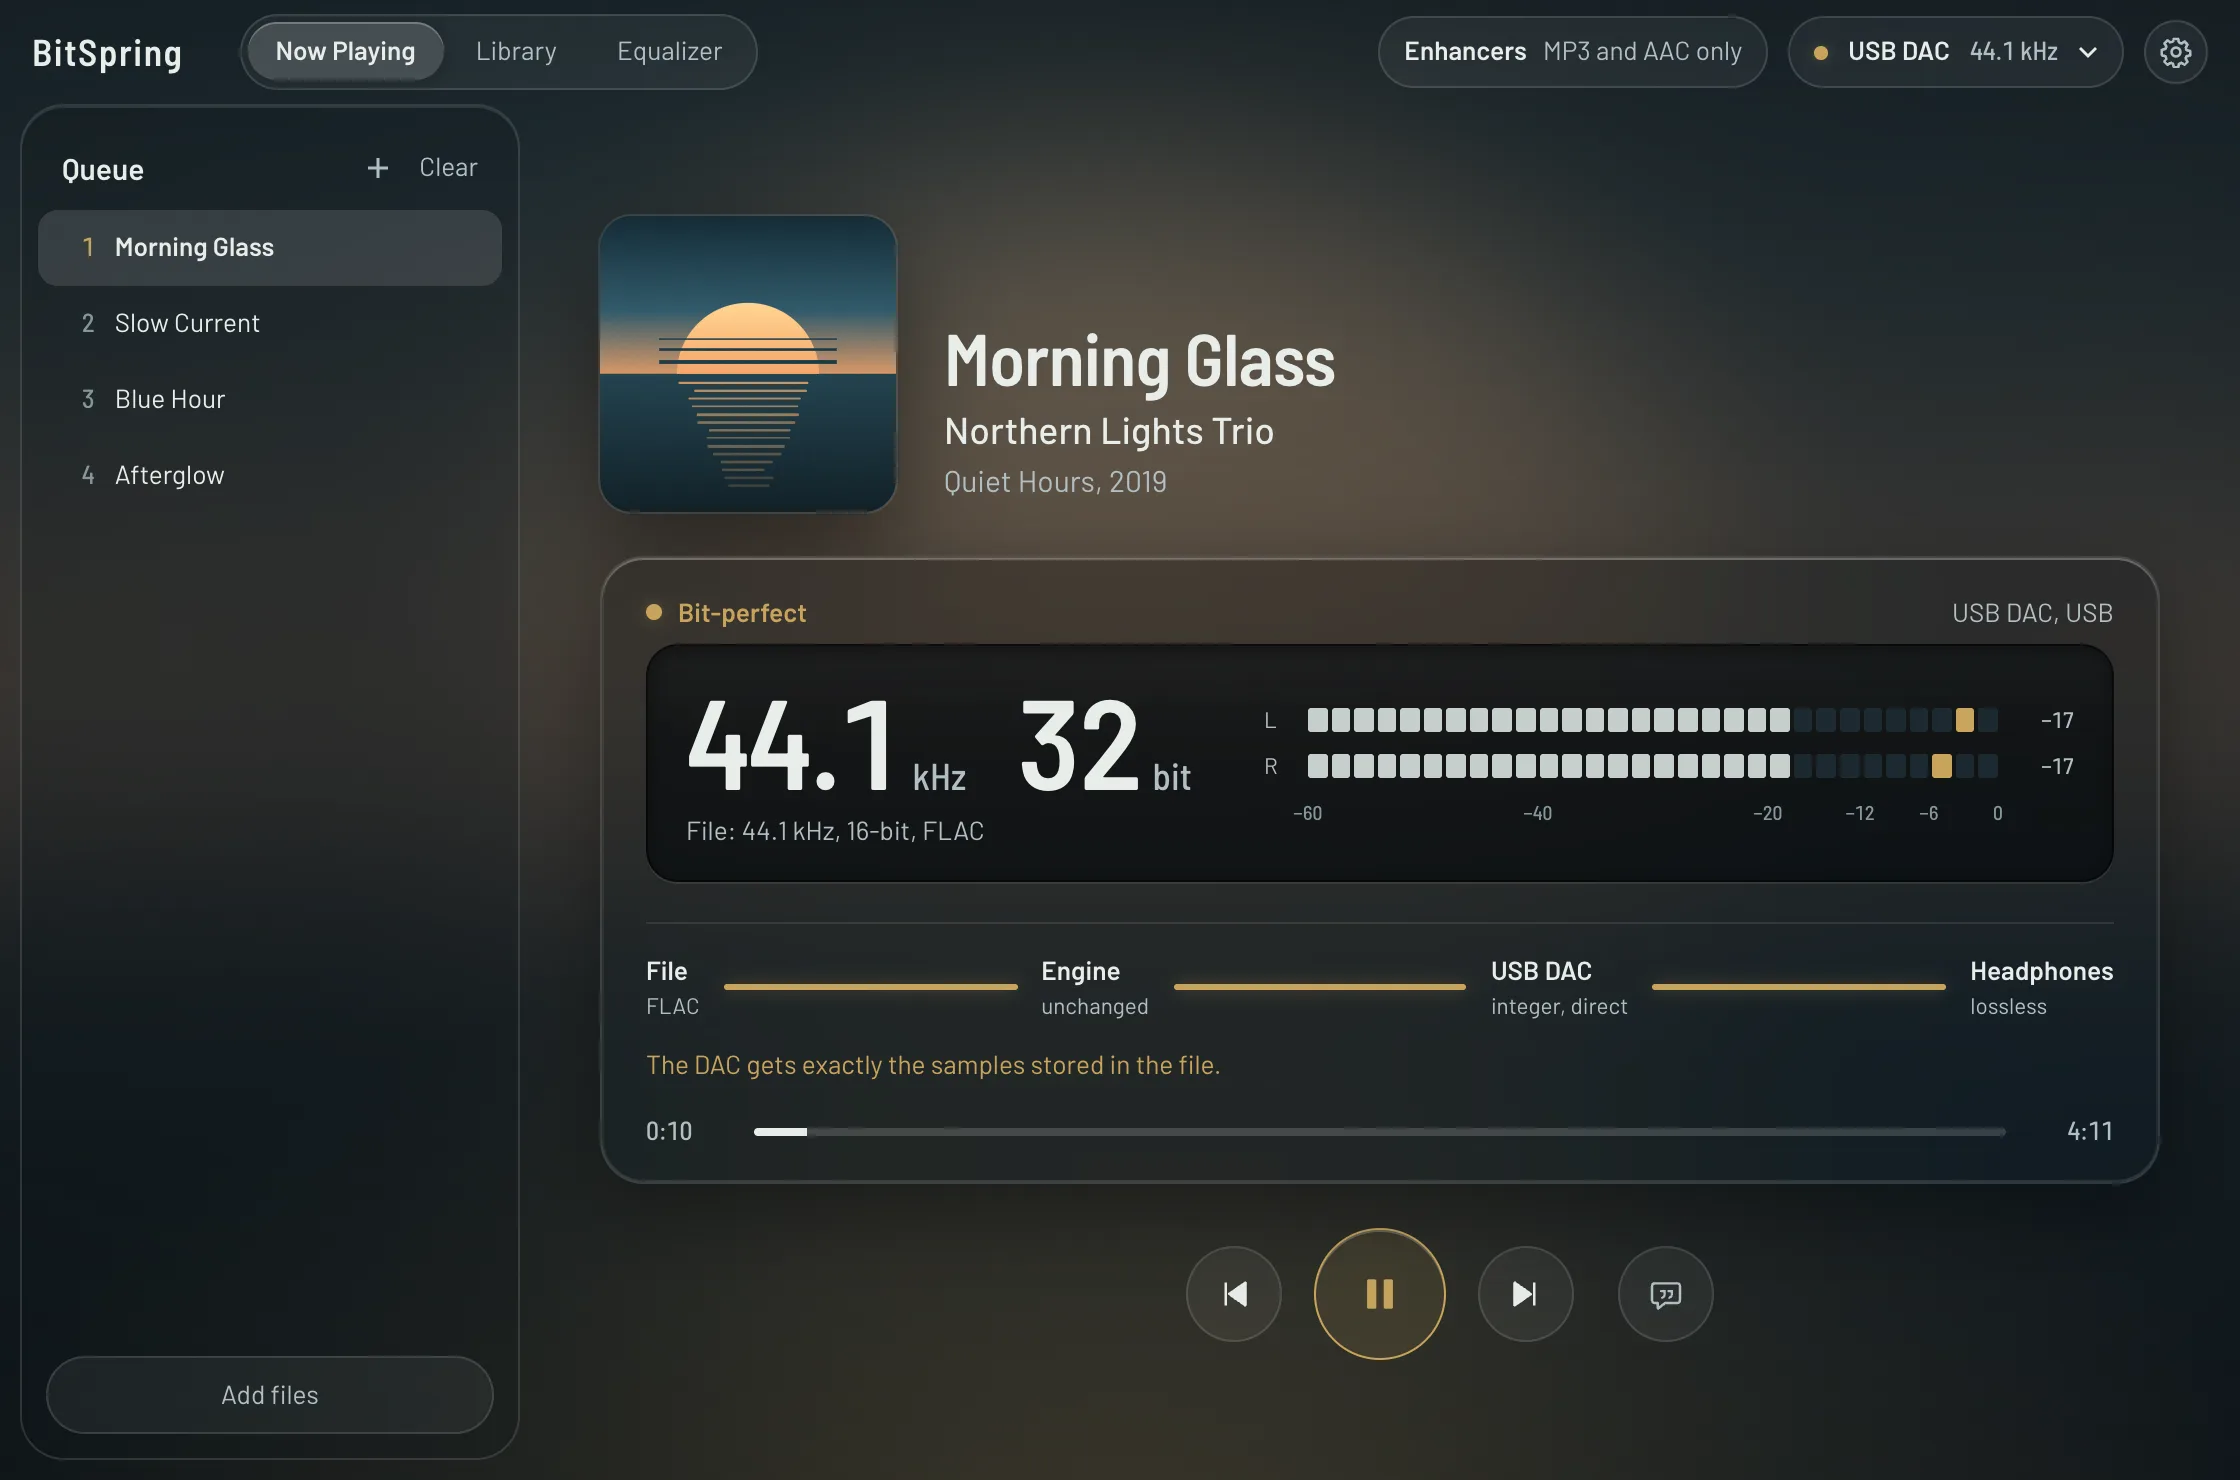 BitSpring
Now Playing
Library
Equalizer
Enhancers MP3 and AAC only
USB DAC 44.1 kHz
Queue
+ Clear
1 Morning Glass
2 Slow Current
3 Blue Hour
4 Afterglow
Add files
Morning Glass
Northern Lights Trio
Quiet Hours, 2019
Bit-perfect
USB DAC, USB
44.1 kHz 32 bit
File: 44.1 kHz, 16-bit, FLAC
L −17
R −17
−60 −40 −20 −12 −6 0
File
FLAC
Engine
unchanged
USB DAC
integer, direct
Headphones
lossless
The DAC gets exactly the samples stored in the file.
0:10 4:11